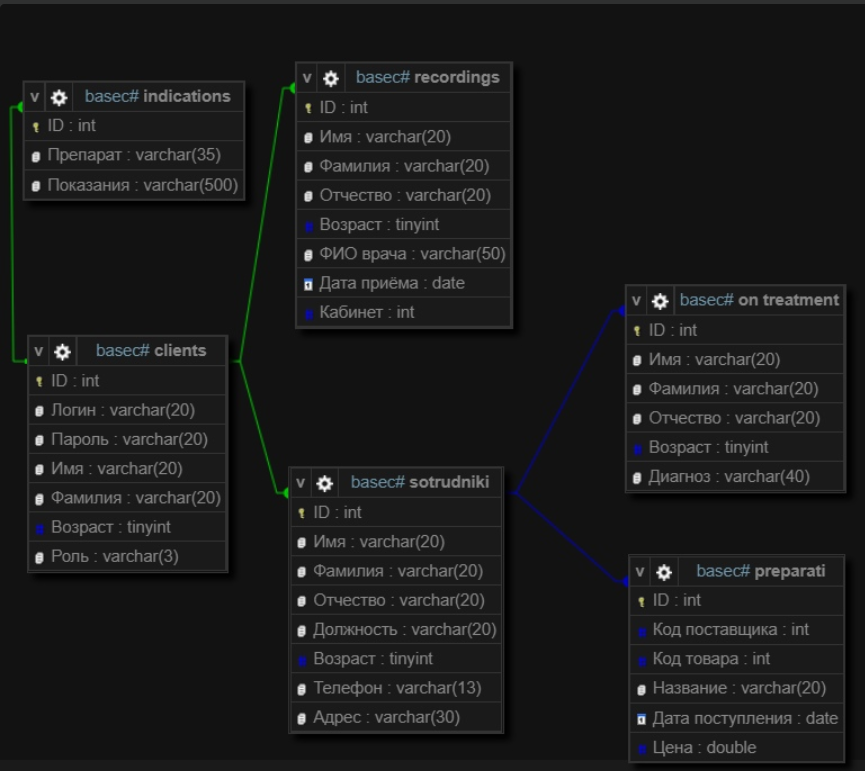 v basec# indications
ID : int
Препарат : varchar(35)
Показания : varchar(500)
v basec# recordings
ID : int
Имя : varchar(20)
Фамилия : varchar(20)
Отчество : varchar(20)
Возраст : tinyint
ФИО врача : varchar(50)
Дата приёма : date
Кабинет : int
v basec# clients
ID : int
Логин : varchar(20)
Пароль : varchar(20)
Имя : varchar(20)
Фамилия : varchar(20)
Возраст : tinyint
Роль : varchar(3)
v basec# sotrudniki
ID : int
Имя : varchar(20)
Фамилия : varchar(20)
Отчество : varchar(20)
Должность : varchar(20)
Возраст : tinyint
Телефон : varchar(13)
Адрес : varchar(30)
v basec# on treatment
ID : int
Имя : varchar(20)
Фамилия : varchar(20)
Отчество : varchar(20)
Возраст : tinyint
Диагноз : varchar(40)
v basec# preparati
ID : int
Код поставщика : int
Код товара : int
Название : varchar(20)
Дата поступления : date
Цена : double